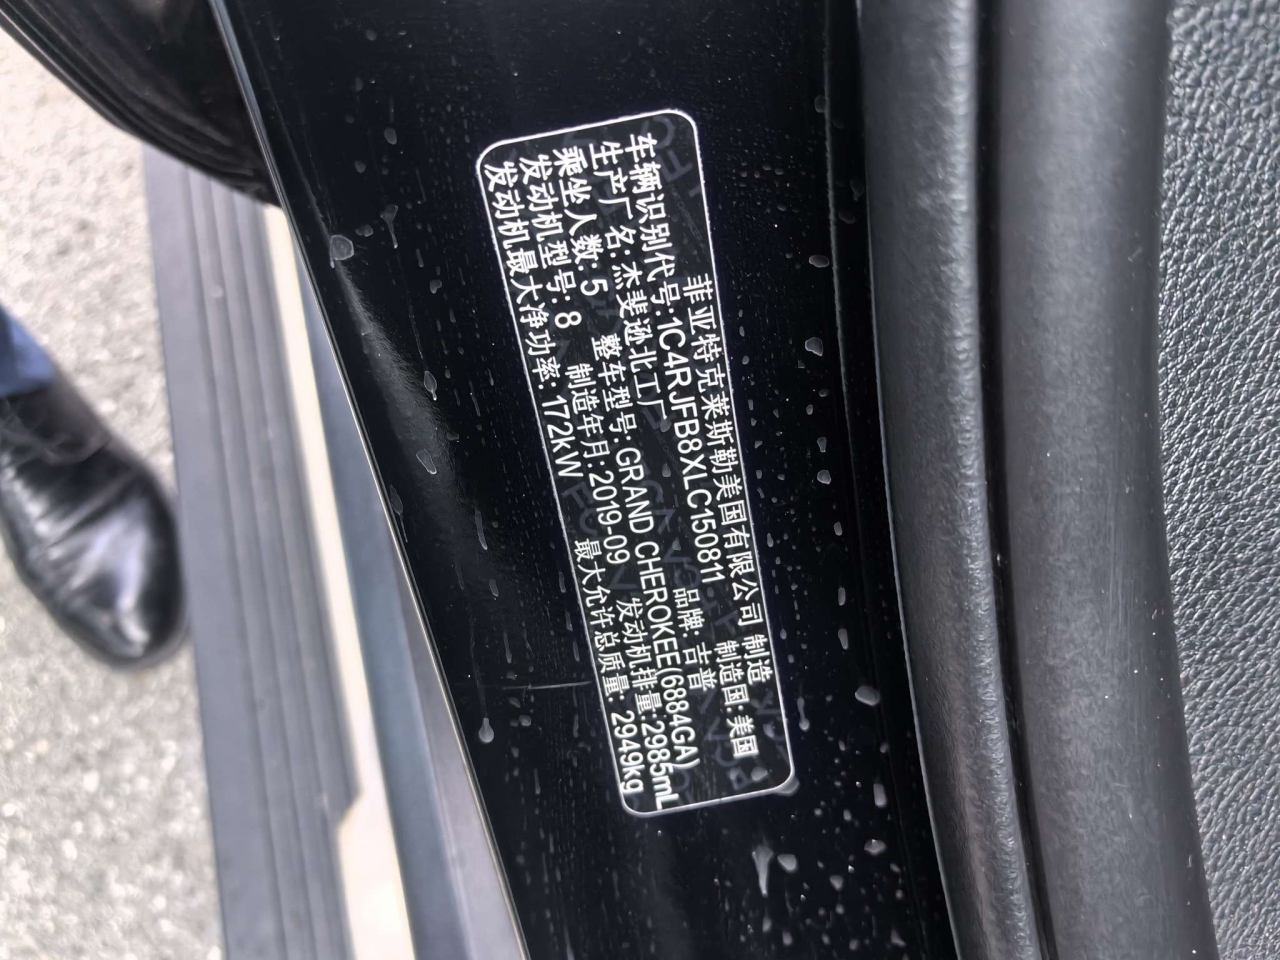 菲亚特克莱斯勒美国有限公司 制造
车辆识别代号:1C4RJFB8XLC150811 制造国:美国
生产厂名:杰斐逊北工厂 品牌:吉普
乘坐人数:5 整车型号:GRAND CHEROKEE(6884GA)
发动机型号:8 制造年月:2019-09 发动机排量:2985mL
发动机最大净功率:172kW 最大允许总质量:2949kg